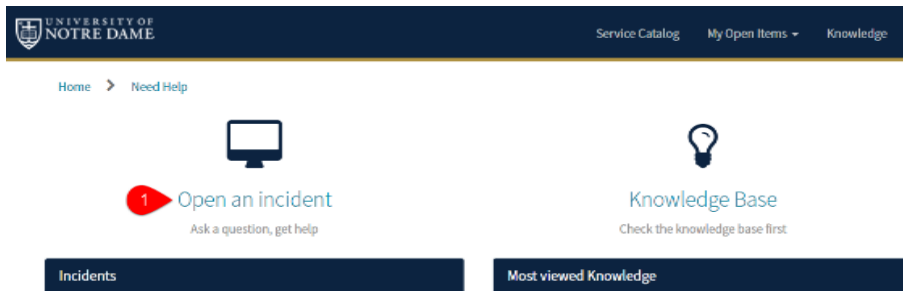 UNIVERSITY OF
NOTRE DAME
Service Catalog My Open Items Knowledge
Home Need Help
1 Open an incident
Ask a question, get help
Knowledge Base
Check the knowledge base first
Incidents
Most viewed Knowledge